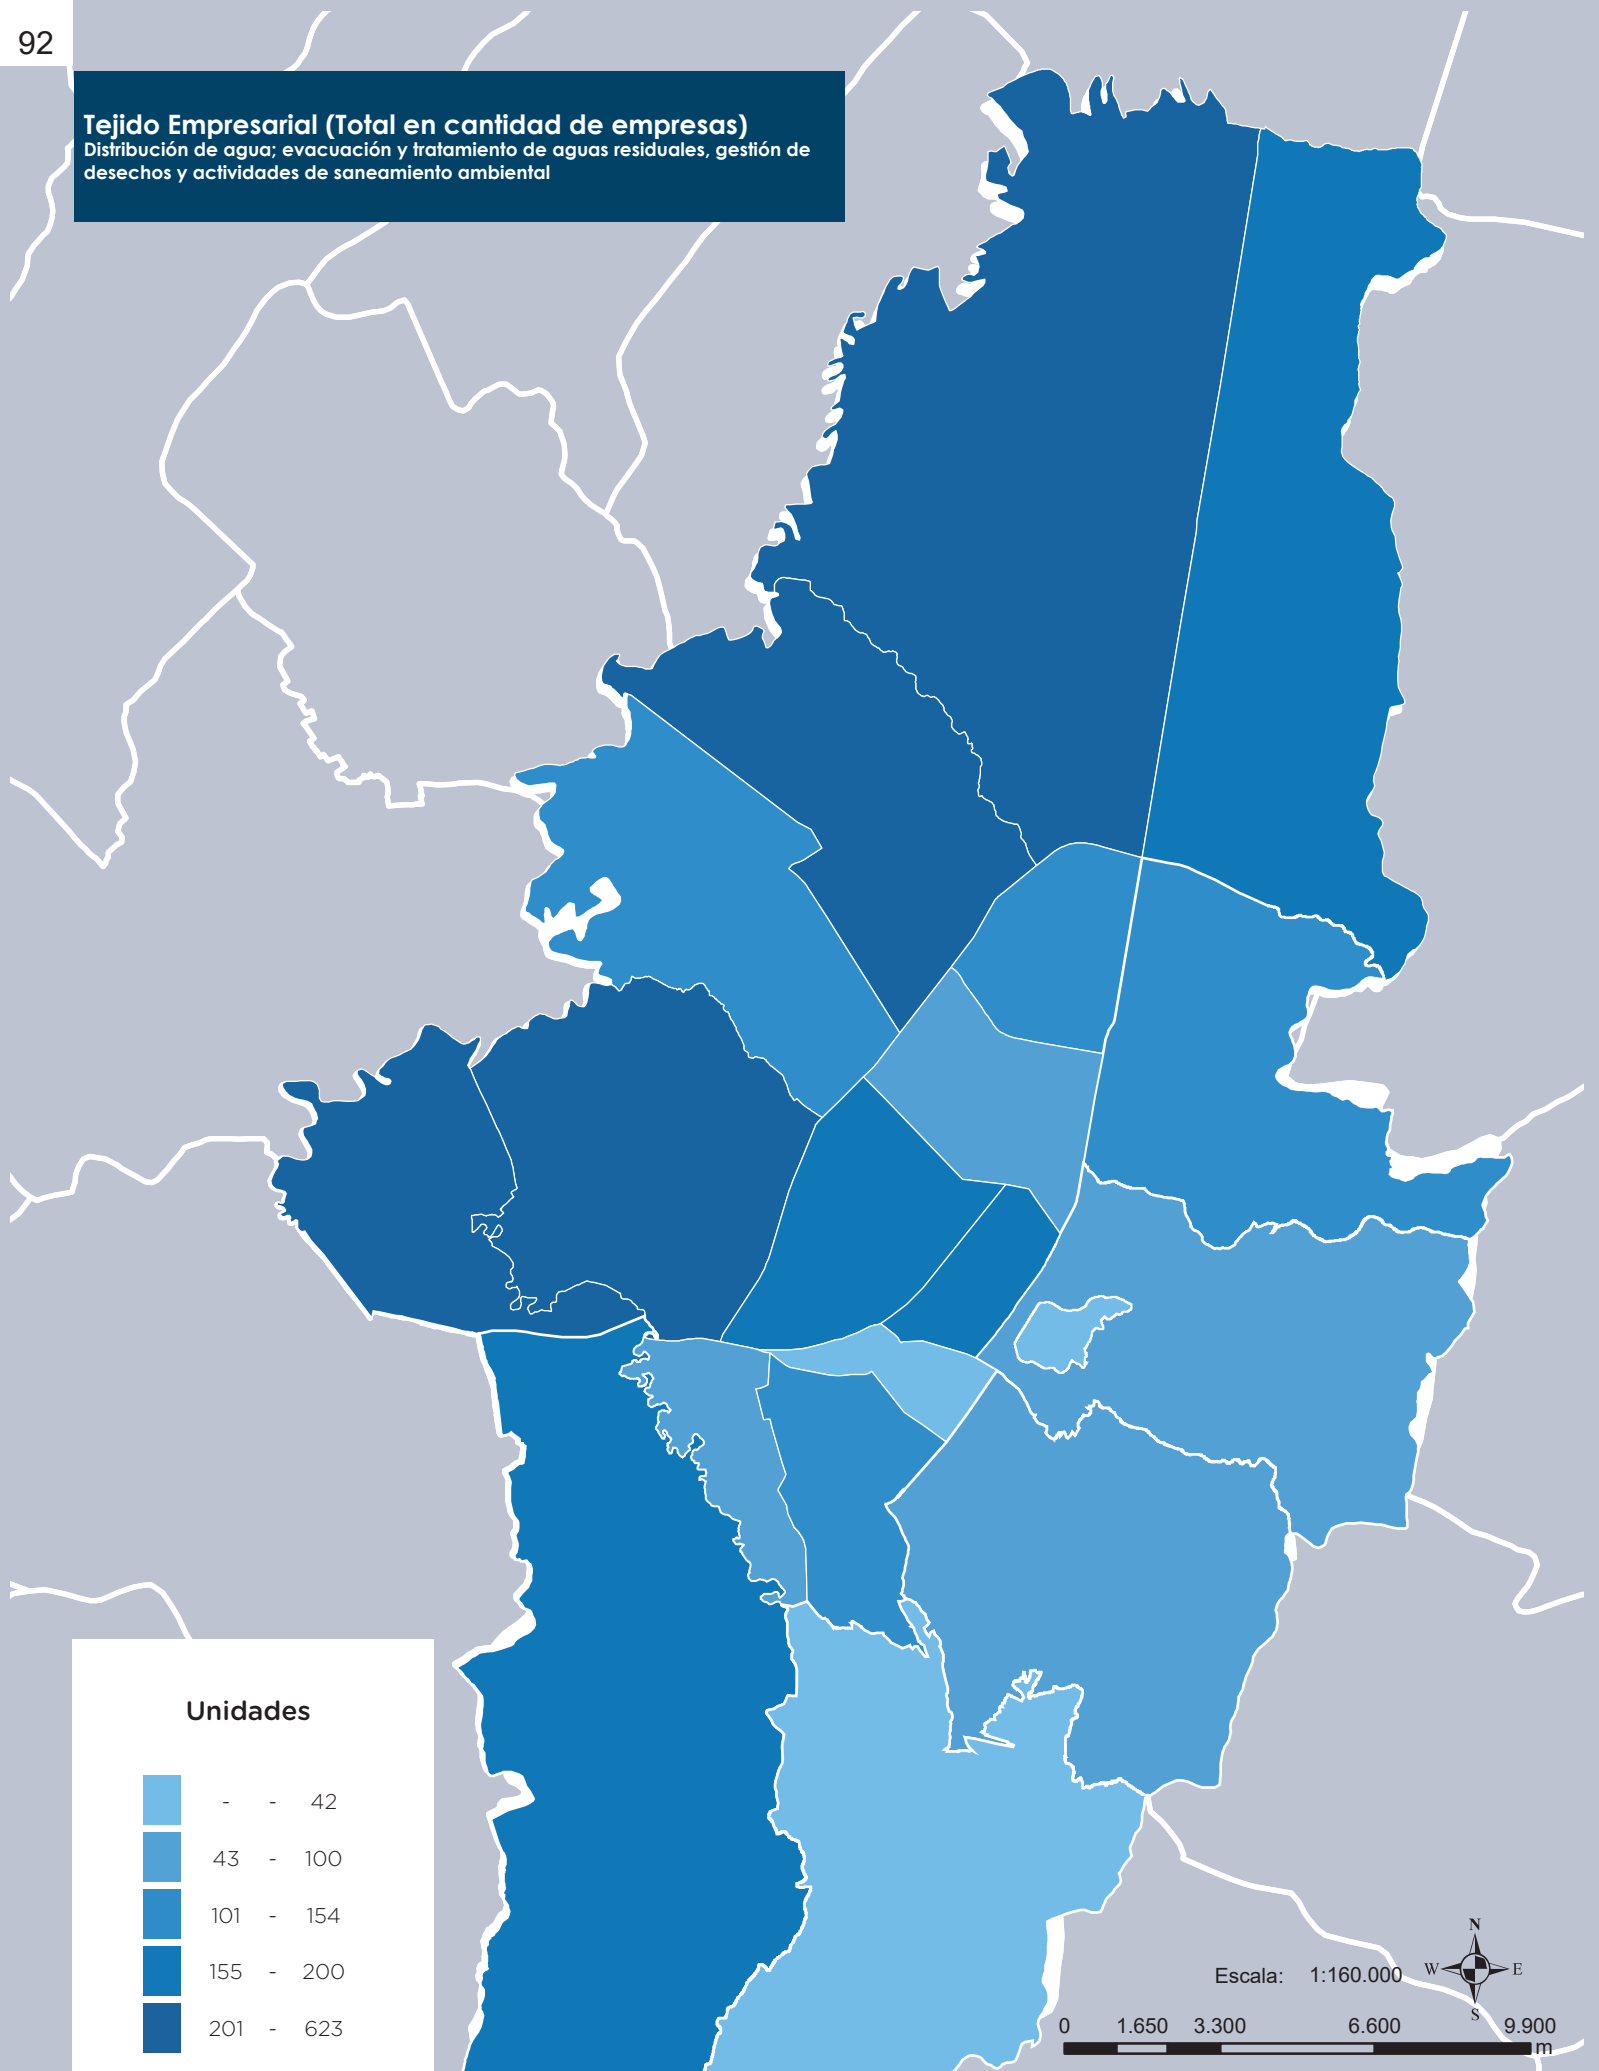 92
Tejido Empresarial (Total en cantidad de empresas)
Distribución de agua; evacuación y tratamiento de aguas residuales, gestión de
desechos y actividades de saneamiento ambiental
Unidades
- - 42
43 - 100
101 - 154
155 - 200
201 - 623
Escala: 1:160.000
N
W E
S
0 1.650 3.300 6.600 9.900
m